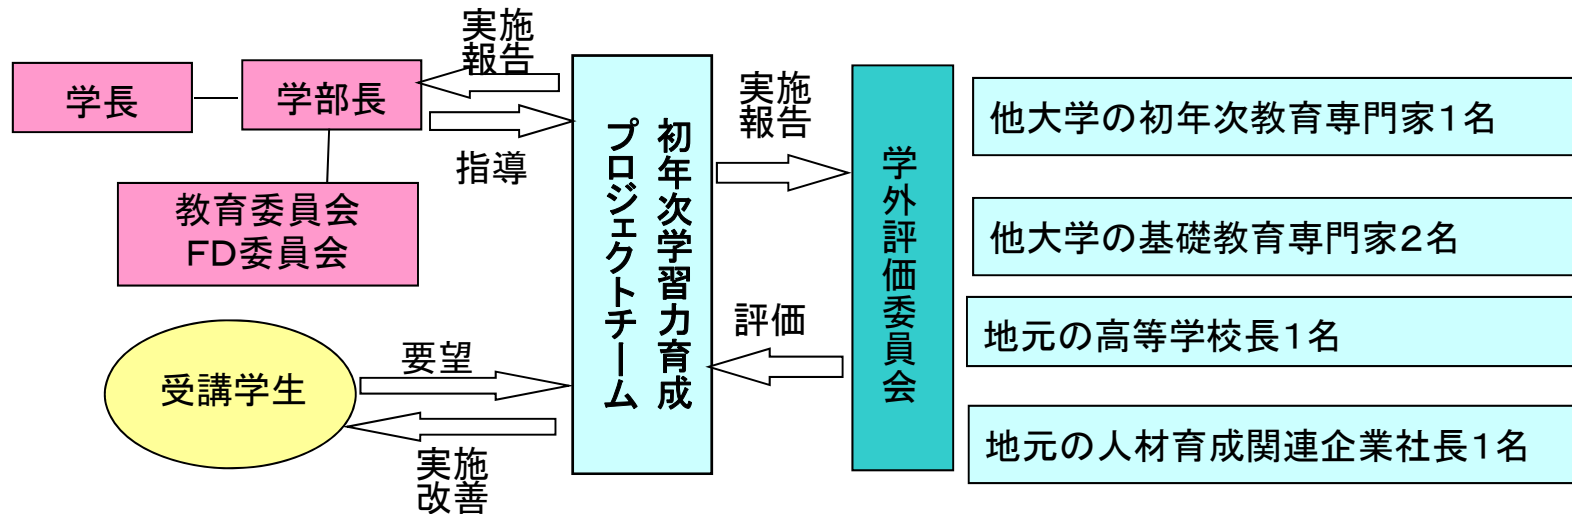 学長
学部長
実施
報告
指導
教育委員会
FD委員会
受講学生
要望
実施
改善
初年次学習力育成
プロジェクトチーム
実施
報告
評価
学外評価委員会
他大学の初年次教育専門家１名
他大学の基礎教育専門家２名
地元の高等学校長１名
地元の人材育成関連企業社長１名